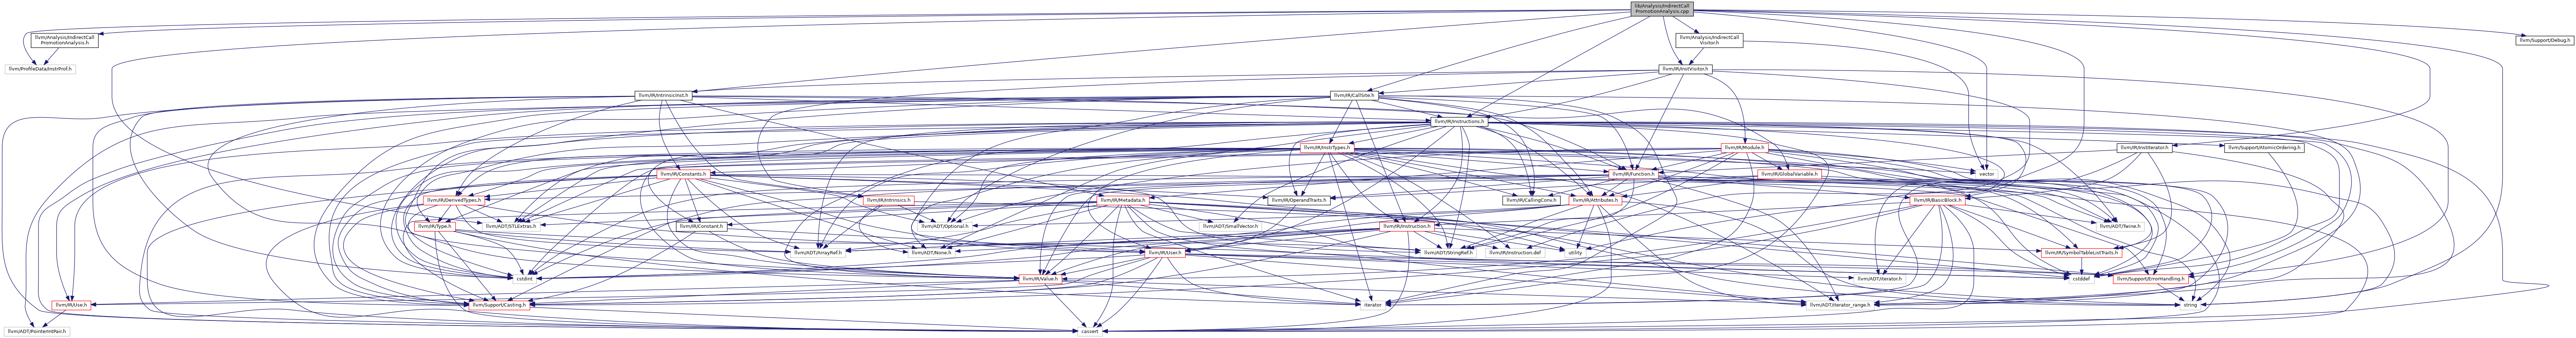 lib/Analysis/IndirectCall
PromotionAnalysis.cpp
llvm/Analysis/IndirectCall
PromotionAnalysis.h
llvm/Analysis/IndirectCall
Visitor.h
llvm/Support/Debug.h
llvm/ProfileData/InstrProf.h
llvm/IR/InstVisitor.h
llvm/IR/IntrinsicInst.h
llvm/IR/CallSite.h
llvm/IR/Instructions.h
llvm/IR/InstrTypes.h
llvm/IR/Module.h
llvm/IR/InstIterator.h
llvm/Support/AtomicOrdering.h
llvm/IR/Constants.h
llvm/IR/Function.h
llvm/IR/GlobalVariable.h
vector
llvm/IR/DerivedTypes.h
llvm/IR/Intrinsics.h
llvm/IR/Metadata.h
llvm/IR/OperandTraits.h
llvm/IR/CallingConv.h
llvm/IR/Attributes.h
llvm/IR/BasicBlock.h
llvm/IR/Type.h
llvm/ADT/STLExtras.h
llvm/IR/Constant.h
llvm/ADT/Optional.h
llvm/ADT/SmallVector.h
llvm/IR/Instruction.h
llvm/ADT/Twine.h
llvm/ADT/ArrayRef.h
llvm/ADT/None.h
llvm/IR/User.h
llvm/ADT/StringRef.h
llvm/IR/Instruction.def
utility
llvm/IR/SymbolTableListTraits.h
cstdint
llvm/IR/Value.h
llvm/ADT/iterator.h
cstddef
llvm/Support/ErrorHandling.h
llvm/IR/Use.h
llvm/Support/Casting.h
iterator
llvm/ADT/iterator_range.h
string
llvm/ADT/PointerIntPair.h
cassert